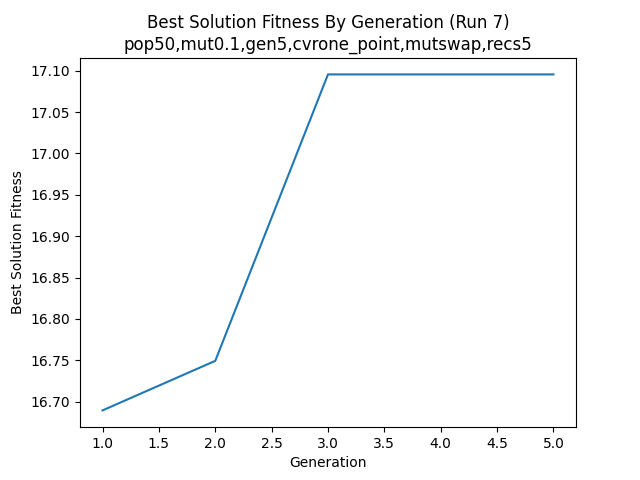 Best Solution Fitness By Generation (Run 7)
pop50,mut0.1,gen5,cvrone_point,mutswap,recs5
17.10
17.05
17.00
16.95
16.90
16.85
16.80
16.75
16.70
Best Solution Fitness
1.0 1.5 2.0 2.5 3.0 3.5 4.0 4.5 5.0
Generation